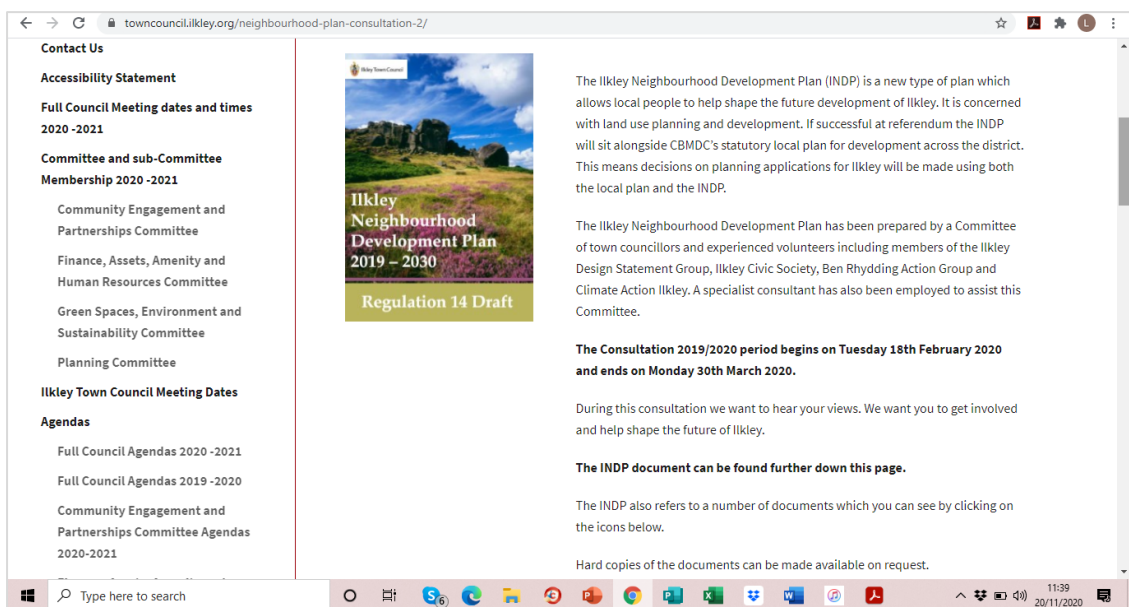 towncouncil.ilkley.org/neighbourhood-plan-consultation-2/
L
Contact Us
Accessibility Statement
Full Council Meeting dates and times
2020 -2021
Committee and sub-Committee
Membership 2020 -2021
Community Engagement and
Partnerships Committee
Finance, Assets, Amenity and
Human Resources Committee
Green Spaces, Environment and
Sustainability Committee
Planning Committee
Ilkley Town Council Meeting Dates
Agendas
Full Council Agendas 2020 -2021
Full Council Agendas 2019 -2020
Community Engagement and
Partnerships Committee Agendas
2020-2021
Ilkley Town Council
Ilkley
Neighbourhood
Development Plan
2019 – 2030
Regulation 14 Draft
The Ilkley Neighbourhood Development Plan (INDP) is a new type of plan which
allows local people to help shape the future development of Ilkley. It is concerned
with land use planning and development. If successful at referendum the INDP
will sit alongside CBMDC's statutory local plan for development across the district.
This means decisions on planning applications for Ilkley will be made using both
the local plan and the INDP.
The Ilkley Neighbourhood Development Plan has been prepared by a Committee
of town councillors and experienced volunteers including members of the Ilkley
Design Statement Group, Ilkley Civic Society, Ben Rhydding Action Group and
Climate Action Ilkley. A specialist consultant has also been employed to assist this
Committee.
The Consultation 2019/2020 period begins on Tuesday 18th February 2020
and ends on Monday 30th March 2020.
During this consultation we want to hear your views. We want you to get involved
and help shape the future of Ilkley.
The INDP document can be found further down this page.
The INDP also refers to a number of documents which you can see by clicking on
the icons below.
Hard copies of the documents can be made available on request.
Type here to search
6
11:39
20/11/2020